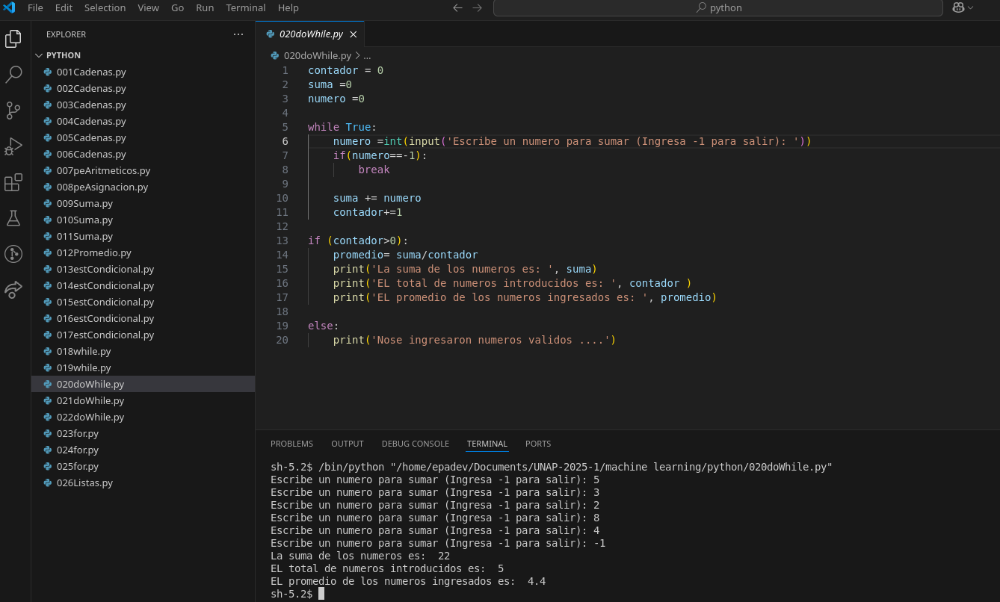 File Edit Selection View Go Run Terminal Help python
EXPLORER ...
PYTHON
001Cadenas.py
002Cadenas.py
003Cadenas.py
004Cadenas.py
005Cadenas.py
006Cadenas.py
007peAritmeticos.py
008peAsignacion.py
009Suma.py
010Suma.py
011Suma.py
012Promedio.py
013estCondicional.py
014estCondicional.py
015estCondicional.py
016estCondicional.py
017estCondicional.py
018while.py
019while.py
020doWhile.py
021doWhile.py
022doWhile.py
023for.py
024for.py
025for.py
026Listas.py
020doWhile.py
020doWhile.py > ...
1 contador = 0
2 suma =0
3 numero =0
4
5 while True:
6     numero =int(input('Escribe un numero para sumar (Ingresa -1 para salir): '))
7     if(numero==-1):
8         break
9
10     suma += numero
11     contador+=1
12
13 if (contador>0):
14     promedio= suma/contador
15     print('La suma de los numeros es: ', suma)
16     print('EL total de numeros introducidos es: ', contador )
17     print('EL promedio de los numeros ingresados es: ', promedio)
18
19 else:
20     print('Nose ingresaron numeros validos ....')
PROBLEMS OUTPUT DEBUG CONSOLE TERMINAL PORTS
sh-5.2$ /bin/python "/home/epadev/Documents/UNAP-2025-1/machine learning/python/020doWhile.py"
Escribe un numero para sumar (Ingresa -1 para salir): 5
Escribe un numero para sumar (Ingresa -1 para salir): 3
Escribe un numero para sumar (Ingresa -1 para salir): 2
Escribe un numero para sumar (Ingresa -1 para salir): 8
Escribe un numero para sumar (Ingresa -1 para salir): 4
Escribe un numero para sumar (Ingresa -1 para salir): -1
La suma de los numeros es:  22
EL total de numeros introducidos es:  5
EL promedio de los numeros ingresados es:  4.4
sh-5.2$